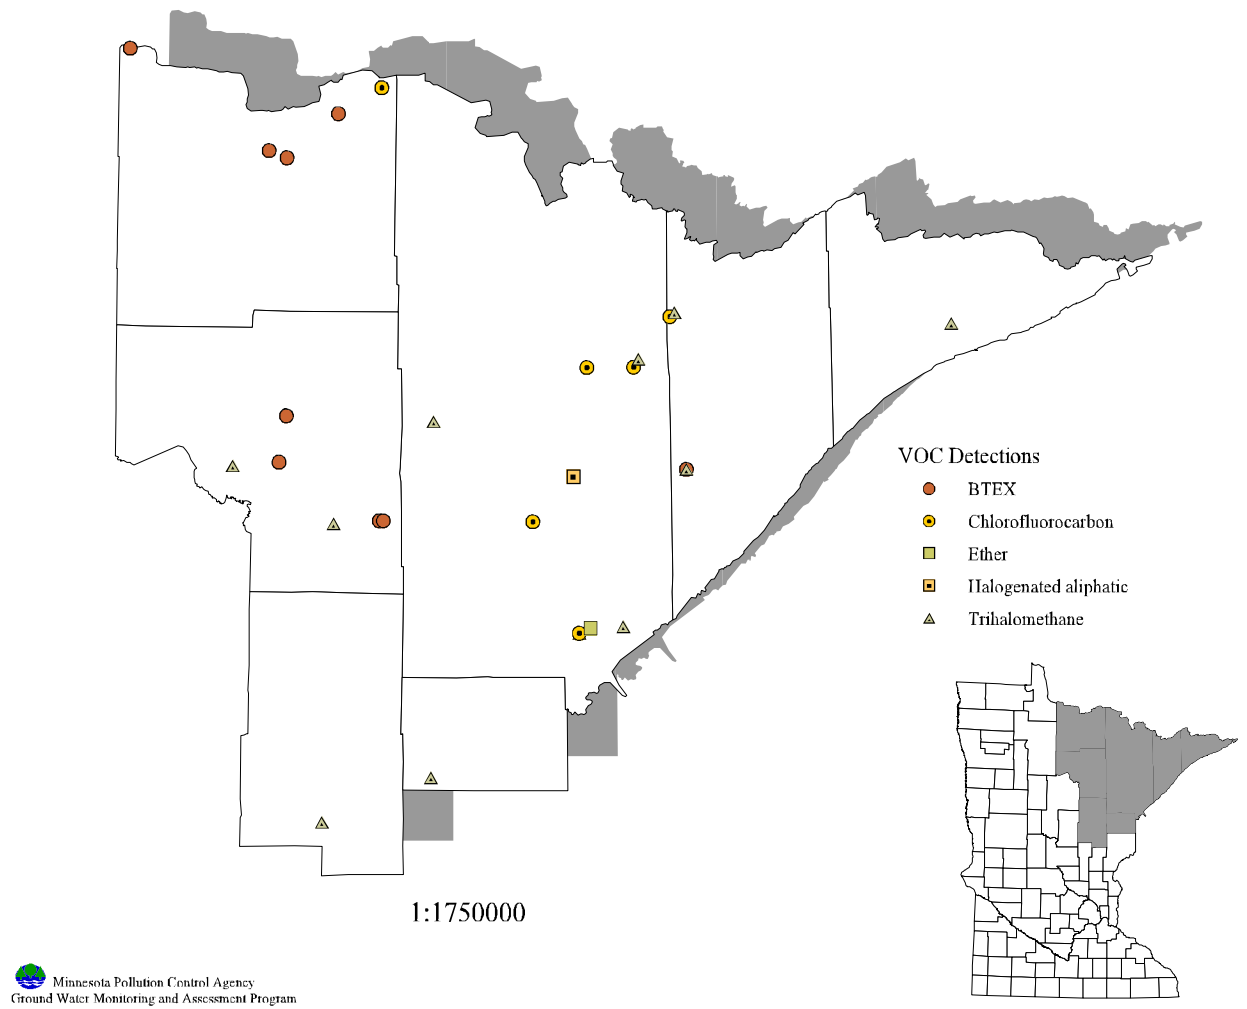 VOC Detections
BTEX
Chlorofluorocarbon
Ether
Halogenated aliphatic
Trihalomethane
1:1750000
Minnesota Pollution Control Agency
Ground Water Monitoring and Assessment Program